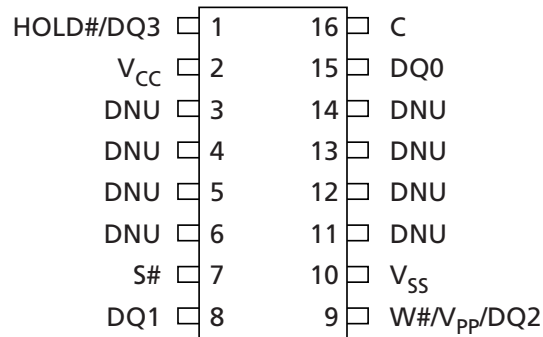 HOLD#/DQ3 1 16 C
VCC 2 15 DQ0
DNU 3 14 DNU
DNU 4 13 DNU
DNU 5 12 DNU
DNU 6 11 DNU
S# 7 10 VSS
DQ1 8 9 W#/VPP/DQ2